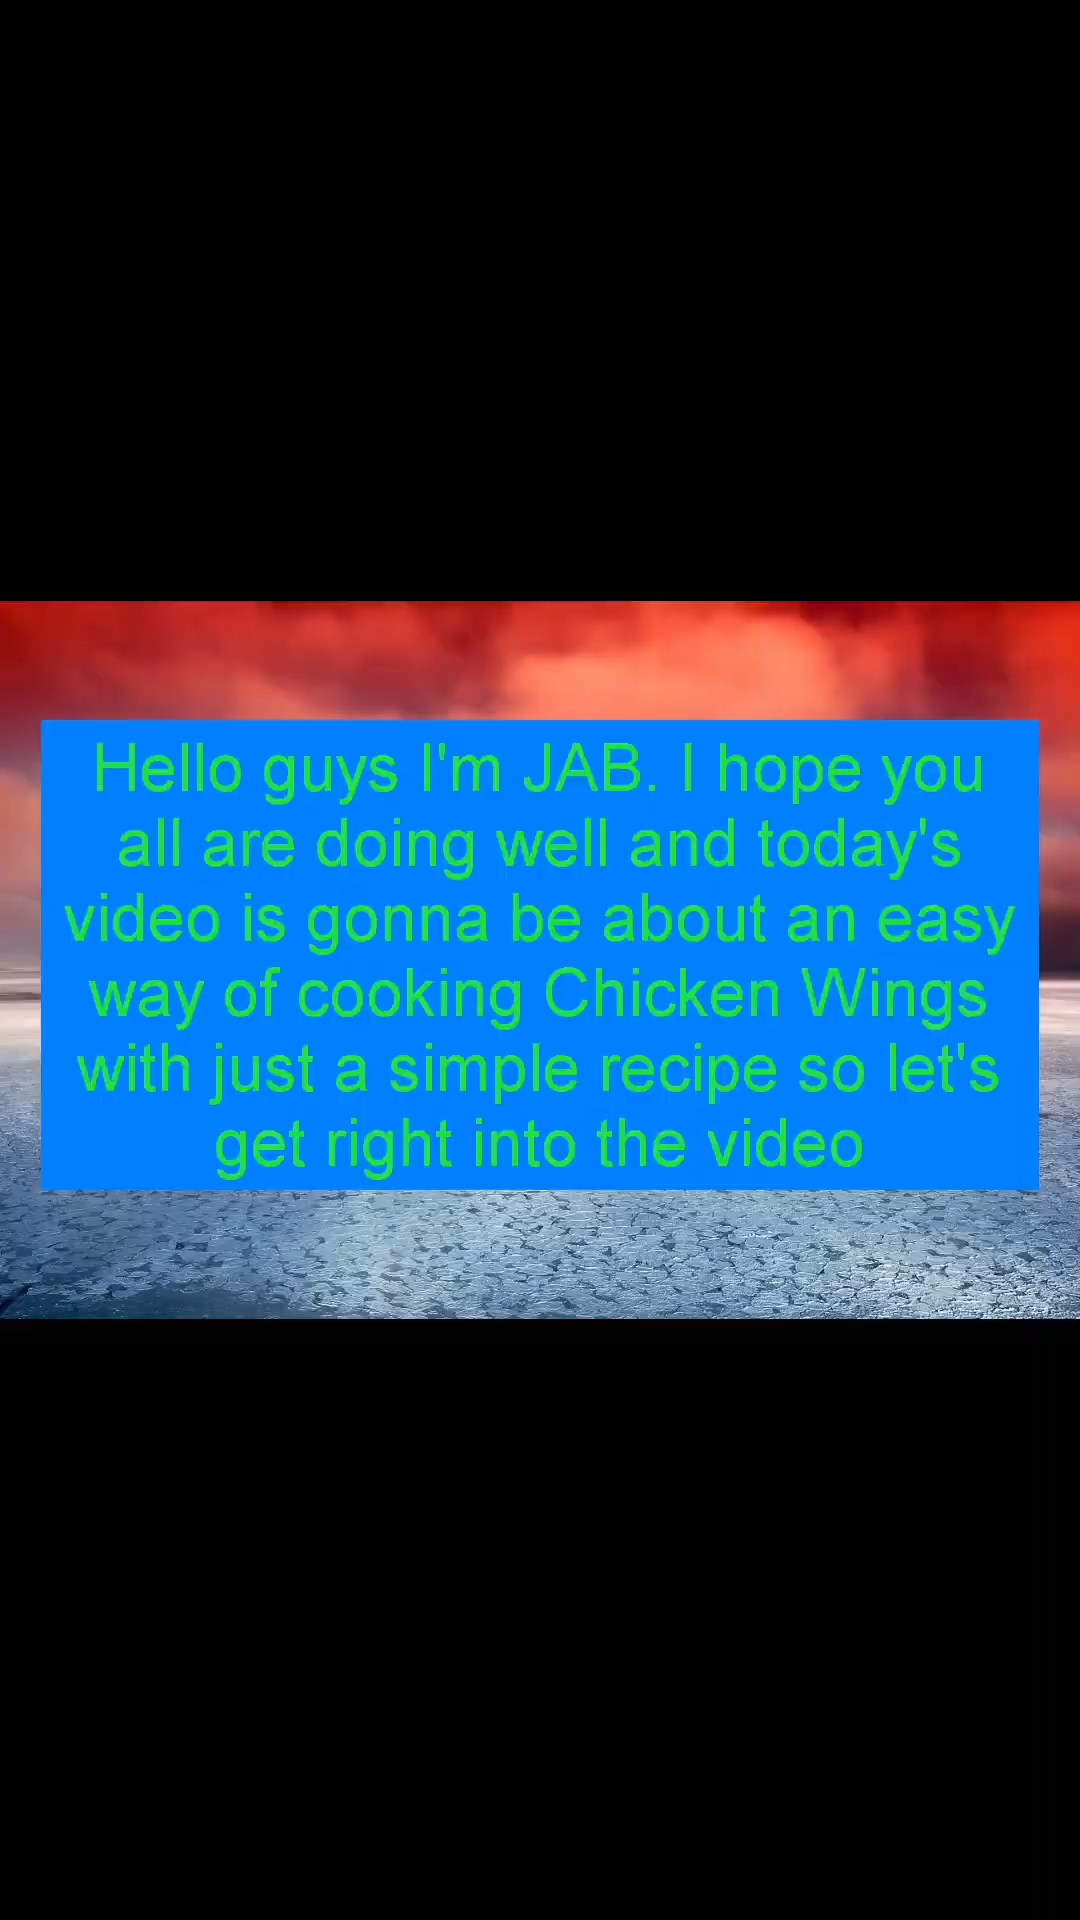 Hello guys I'm JAB. I hope you
all are doing well and today's
video is gonna be about an easy
way of cooking Chicken Wings
with just a simple recipe so let's
get right into the video